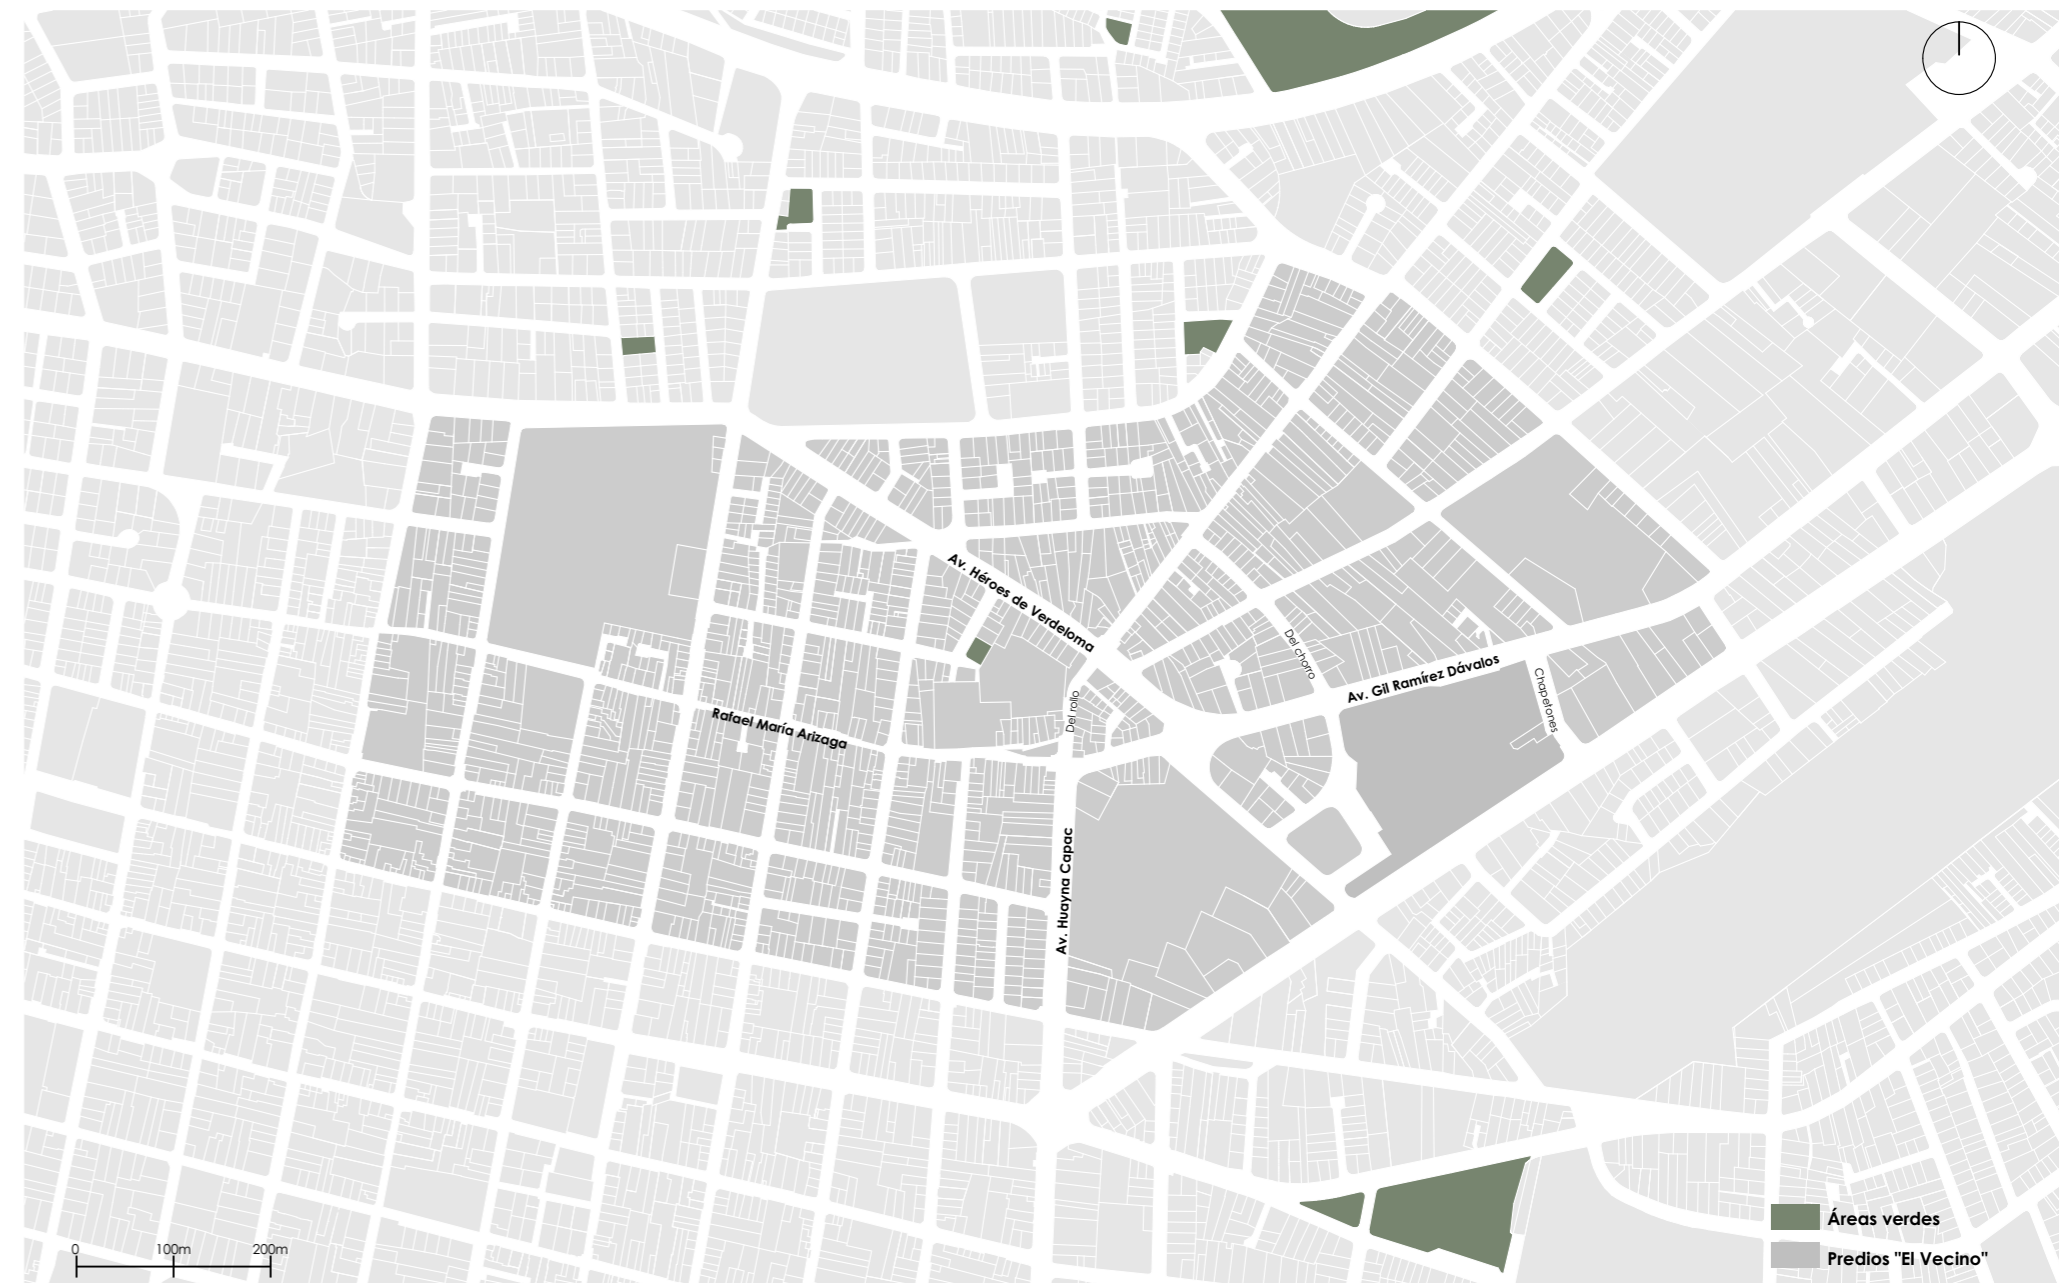 Av. Héroes de Verdeloma
Del chorro
Av. Gil Ramírez Dávalos
Chapetones
Del rollo
Rafael María Arizaga
Av. Huayna Capac
Áreas verdes
Predios "El Vecino"
0 100m 200m